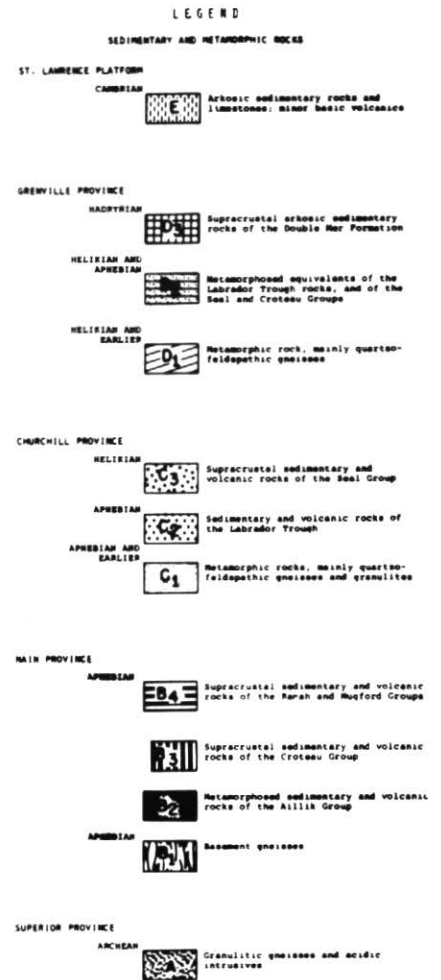 LEGEND
SEDIMENTARY AND METAMORPHIC ROCKS
ST. LAWRENCE PLATFORM
CAMBRIAN
E
Arkosic sedimentary rocks and
limestones; minor basic volcanics
GRENVILLE PROVINCE
HADRYNIAN
D3
Supracrustal arkosic sedimentary
rocks of the Double Mer Formation
HELIKIAN AND
APHEBIAN
Metamorphosed equivalents of the
Labrador Trough rocks, and of the
Seal and Croteau Groups
HELIKIAN AND
EARLIER
D1
Metamorphic rock, mainly quartzo-
feldspathic gneisses
CHURCHILL PROVINCE
HELIKIAN
C3
Supracrustal sedimentary and
volcanic rocks of the Seal Group
APHEBIAN
C2
Sedimentary and volcanic rocks of
the Labrador Trough
APHEBIAN AND
EARLIER
C1
Metamorphic rocks, mainly quartzo-
feldspathic gneisses and granulites
NAIN PROVINCE
APHEBIAN
B4
Supracrustal sedimentary and volcanic
rocks of the Ramah and Mugford Groups
B3
Supracrustal sedimentary and volcanic
rocks of the Croteau Group
B2
Metamorphosed sedimentary and volcanic
rocks of the Aillik Group
APHEBIAN
B1
Basement gneisses
SUPERIOR PROVINCE
ARCHEAN
Granulitic gneisses and acidic
intrusives